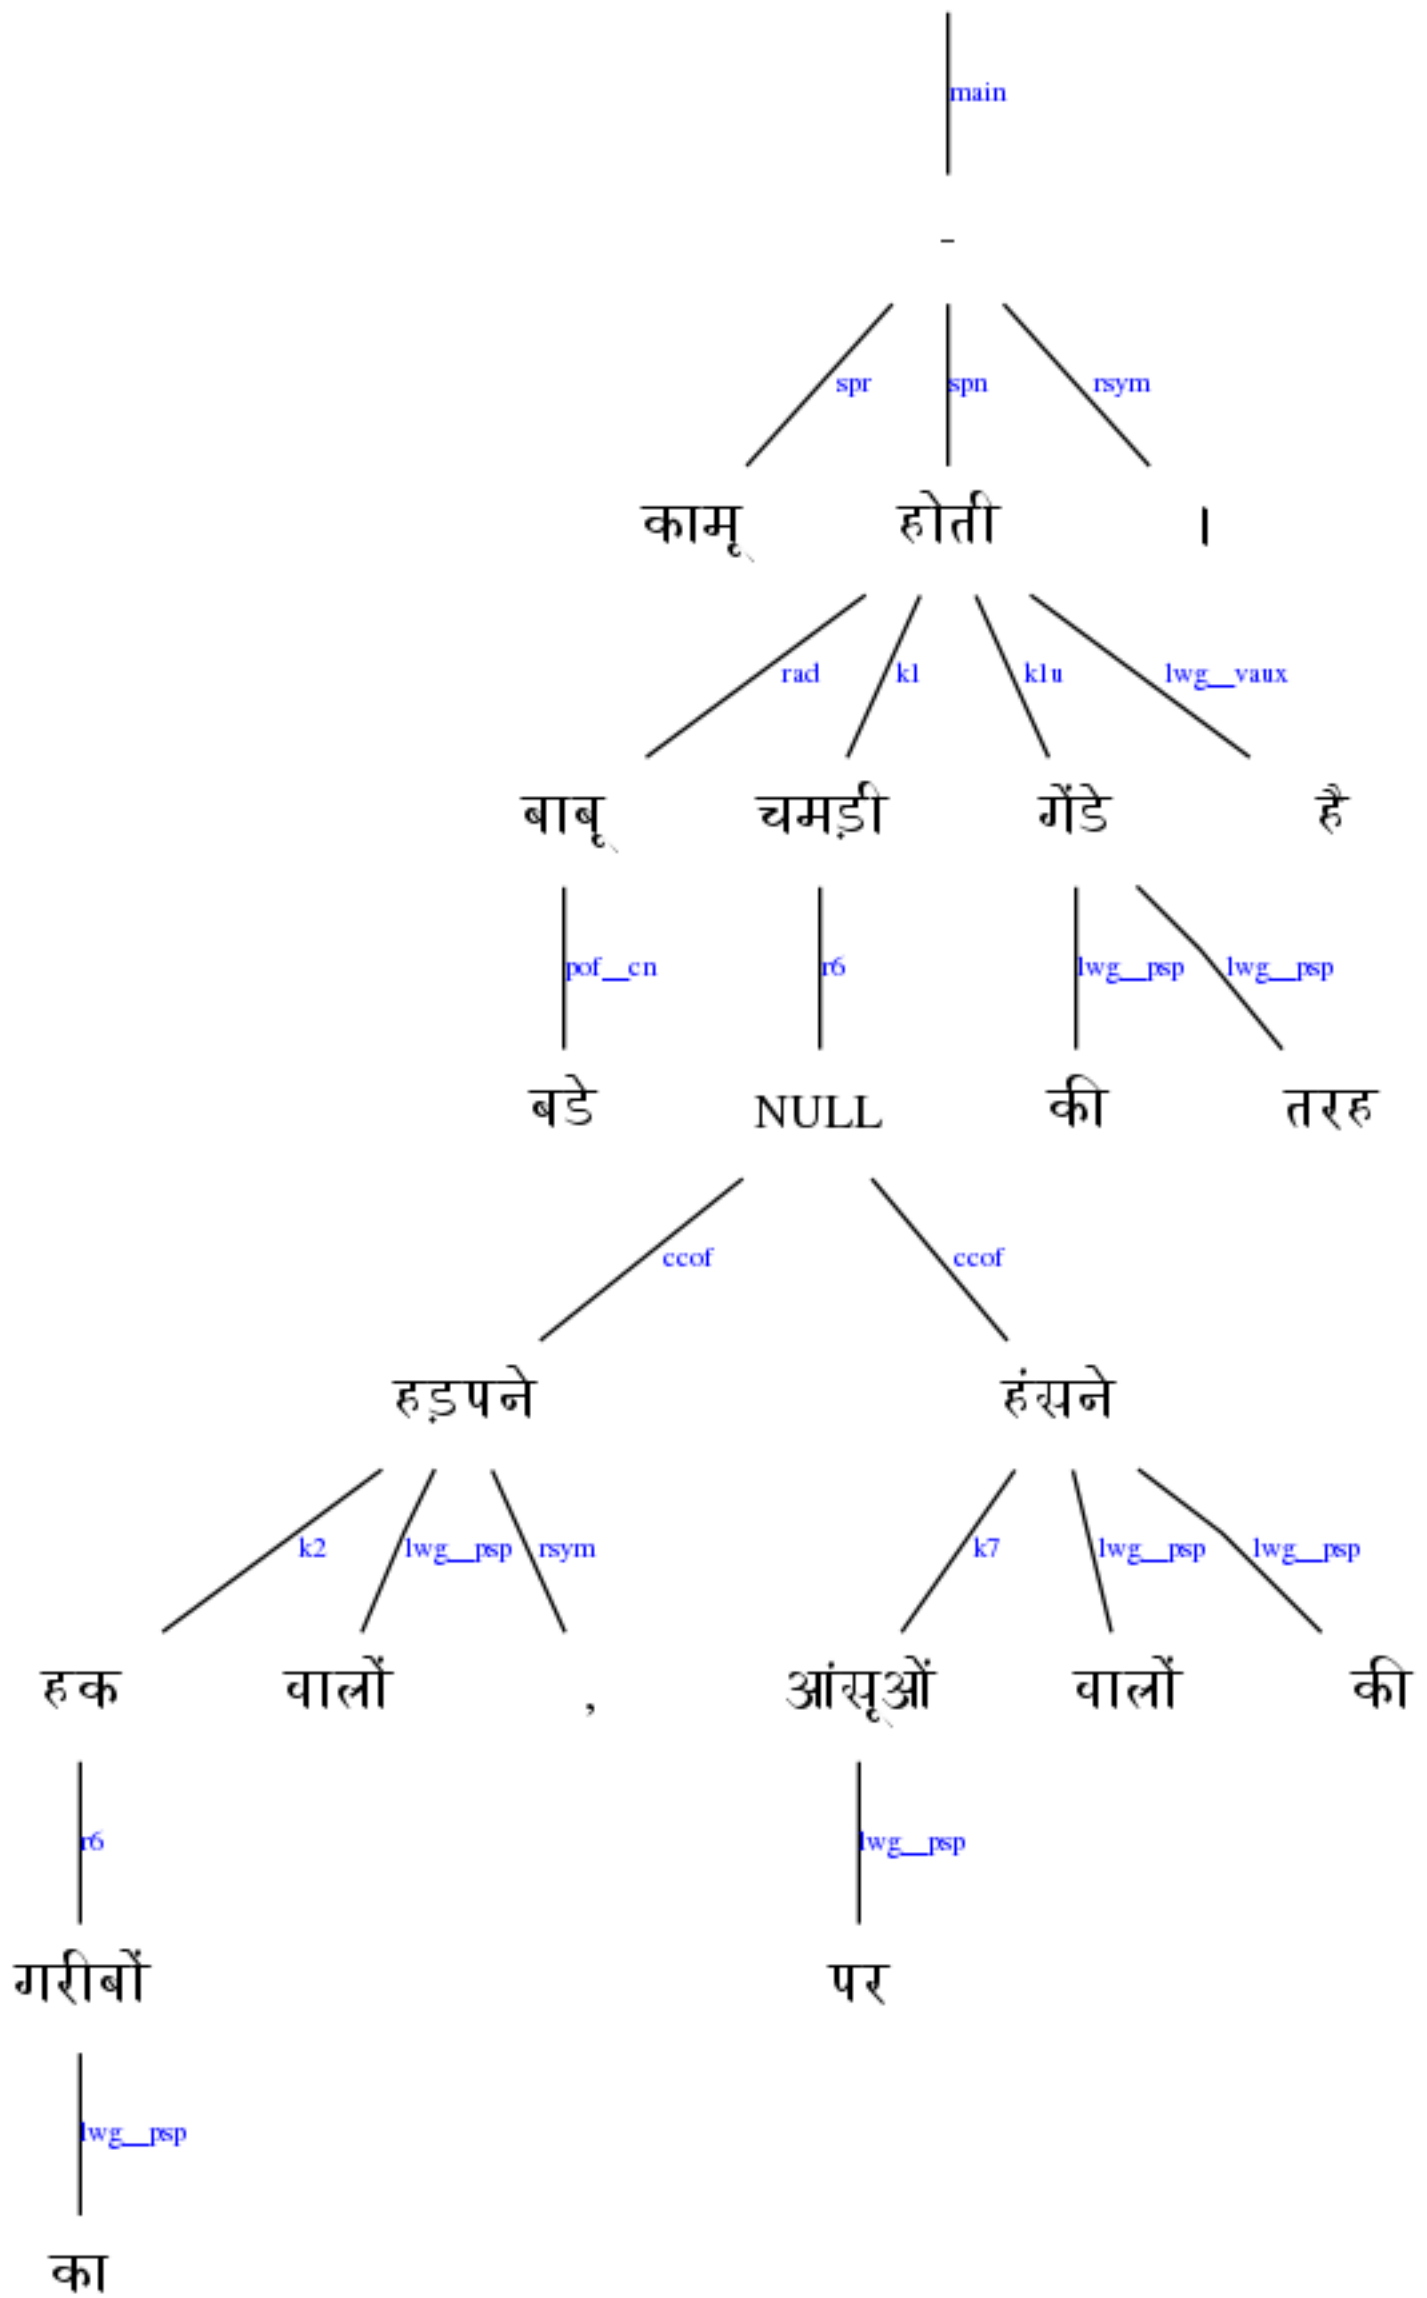 main
-
spr spn rsym
कामू होती ।
rad k1 k1u lwg__vaux
बाबू चमड़ी गेंडे है
pof__cn r6 lwg__psp lwg__psp
बडे NULL की तरह
ccof ccof
हड़पने हंसने
k2 lwg__psp rsym k7 lwg__psp lwg__psp
हक वालों , आंसूओं वालों की
r6 lwg__psp
गरीबों पर
lwg__psp
का